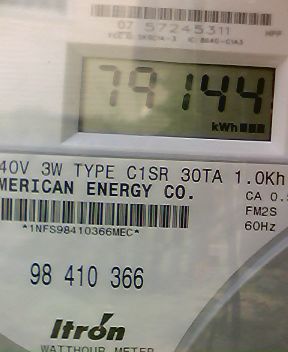 07 57245311
79144
kWh
40V 3W TYPE C1SR 30TA 1.0Kh
MERICAN ENERGY CO.
CA 0.
FM2S
60Hz
*1NFS98410366MEC*
98 410 366
Itrón
WATTHOUR METER